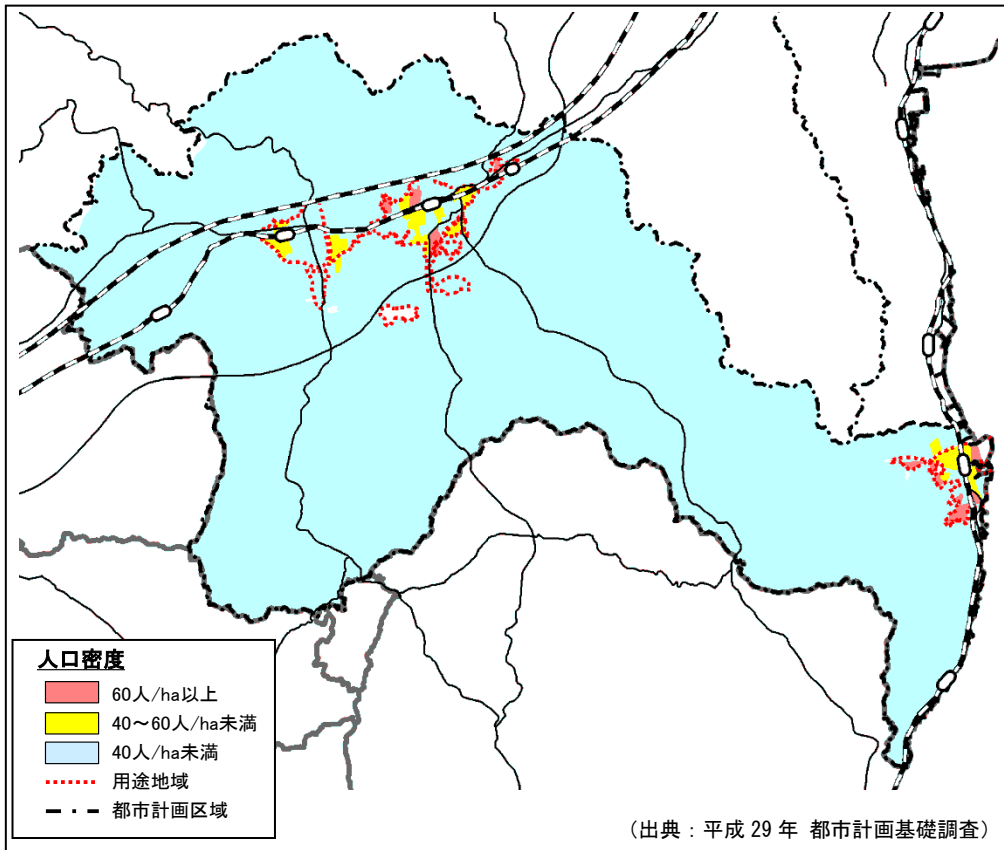 人口密度
60人/ha以上
40～60人/ha未満
40人/ha未満
用途地域
都市計画区域
（出典：平成 29 年 都市計画基礎調査）